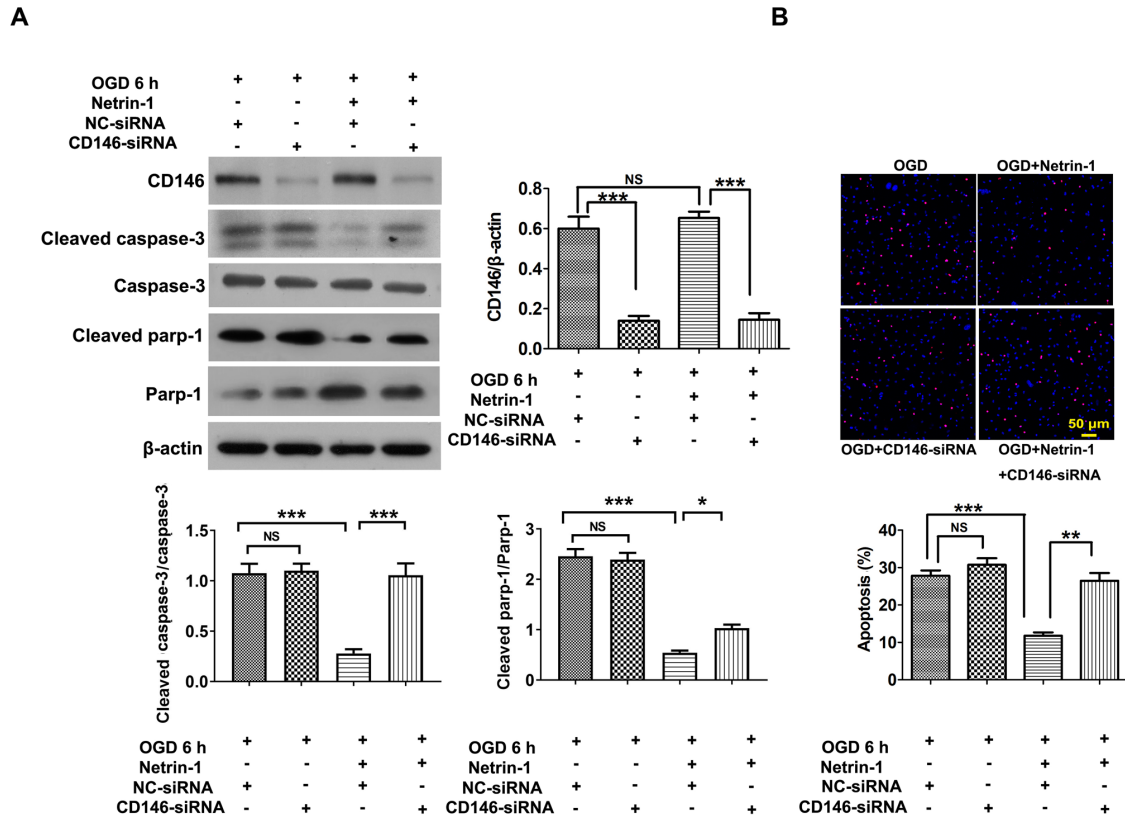 A
B
OGD 6 h + + + +
Netrin-1 - - + +
NC-siRNA + - + -
CD146-siRNA - + - +
CD146
Cleaved caspase-3
Caspase-3
Cleaved parp-1
Parp-1
β-actin
CD146/β-actin
0.8
0.6
0.4
0.2
0.0
NS
***
***
OGD 6 h + + + +
Netrin-1 - - + +
NC-siRNA + - + -
CD146-siRNA - + - +
OGD OGD+Netrin-1
50 μm
OGD+CD146-siRNA OGD+Netrin-1
+CD146-siRNA
Cleaved caspase-3/caspase-3
1.5
1.0
0.5
0.0
*** ***
NS
OGD 6 h + + + +
Netrin-1 - - + +
NC-siRNA + - + -
CD146-siRNA - + - +
Cleaved parp-1/Parp-1
3
2
1
0
*** *
NS
OGD 6 h + + + +
Netrin-1 - - + +
NC-siRNA + - + -
CD146-siRNA - + - +
Apoptosis (%)
40
30
20
10
0
***
NS **
OGD 6 h + + + +
Netrin-1 - - + +
NC-siRNA + - + -
CD146-siRNA - + - +